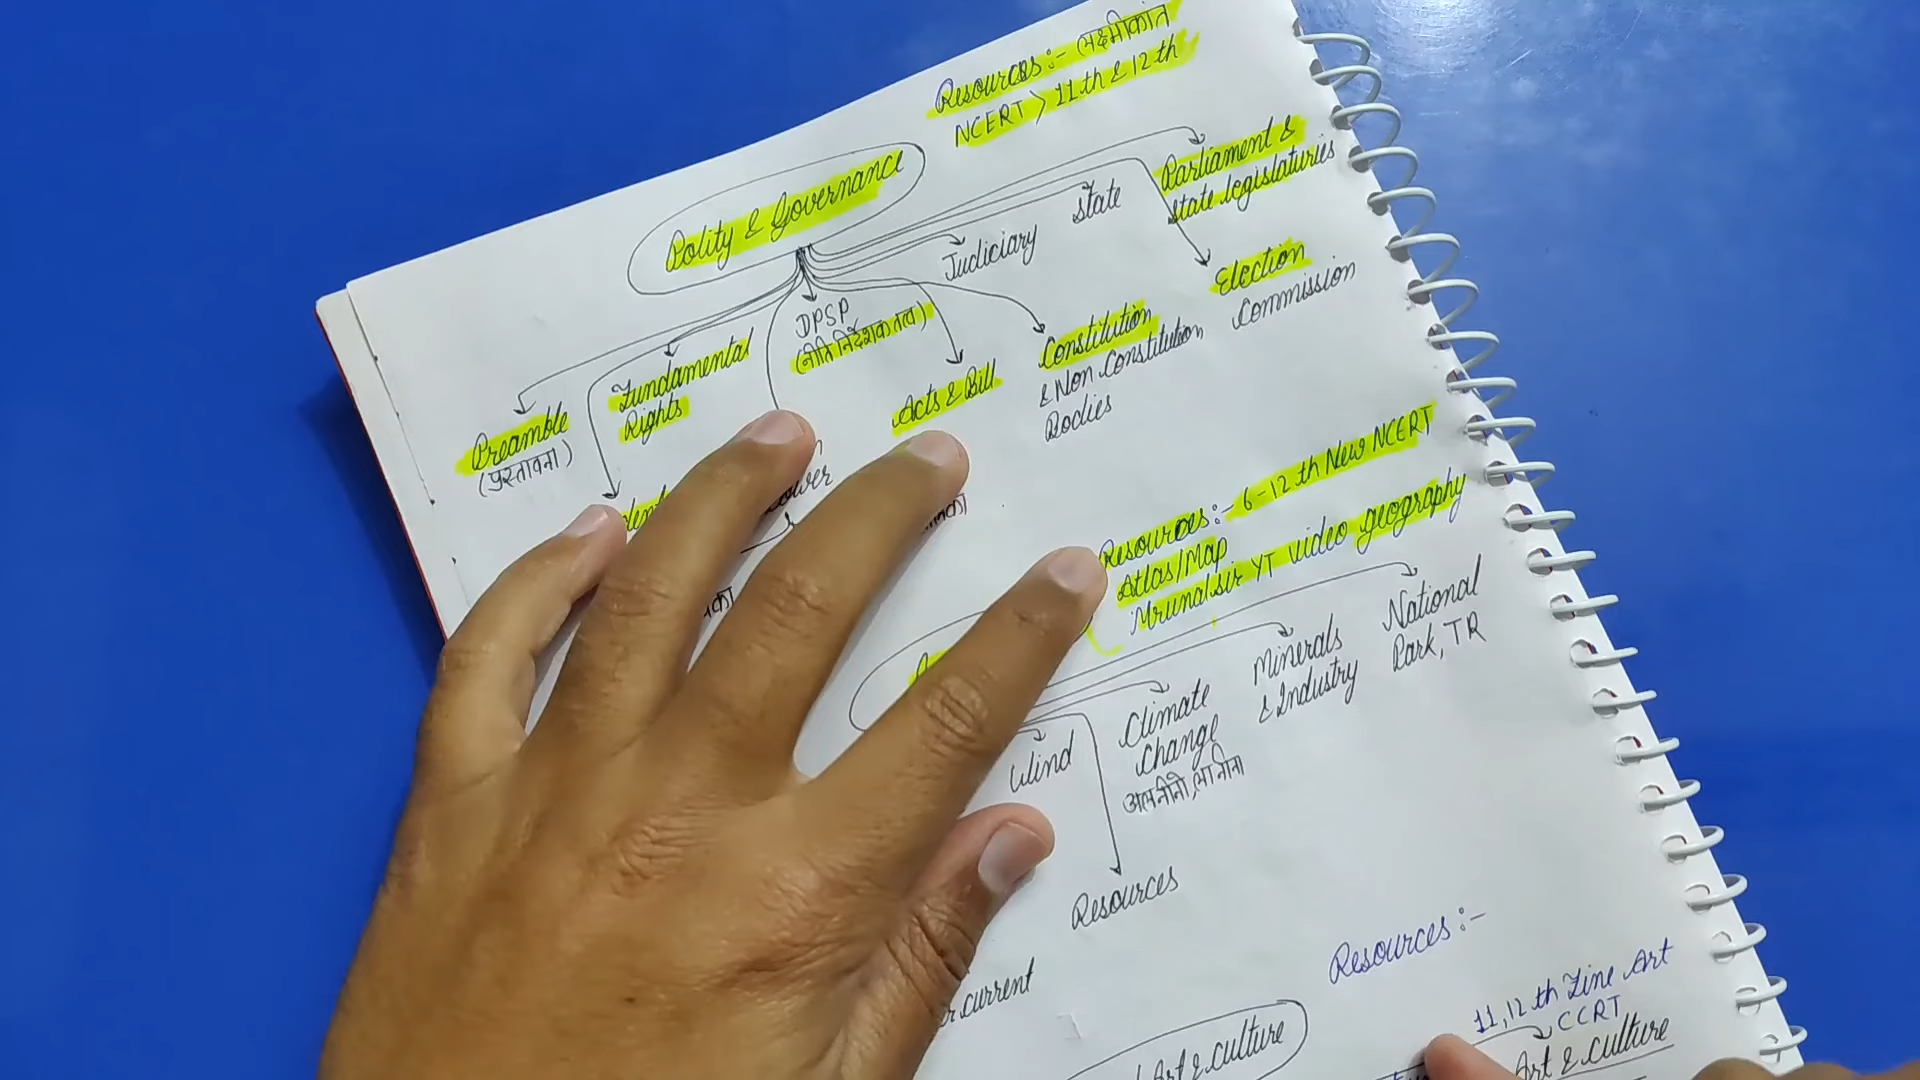 Resources:- लक्ष्मीकांत
NCERT > 11th & 12th
Polity & Governance
Parliament &
State legislaturies
State
Judiciary
Election
Commission
DPSP
(नीति निर्देशक तत्व)
Constitution
& Non Constitution
Bodies
Fundamental
Rights
Acts & Bill
Preamble
(प्रस्तावना)
Resources:- 6-12th New NCERT
Atlas/Map
Mrunal sir YT video geography
National
Park, TR
Minerals
& Industry
Climate
Change
अलनीनो, लानीना
Wind
Resources
current
Resources:-
11,12th Fine Art
CCRT
Art & culture
Art & culture